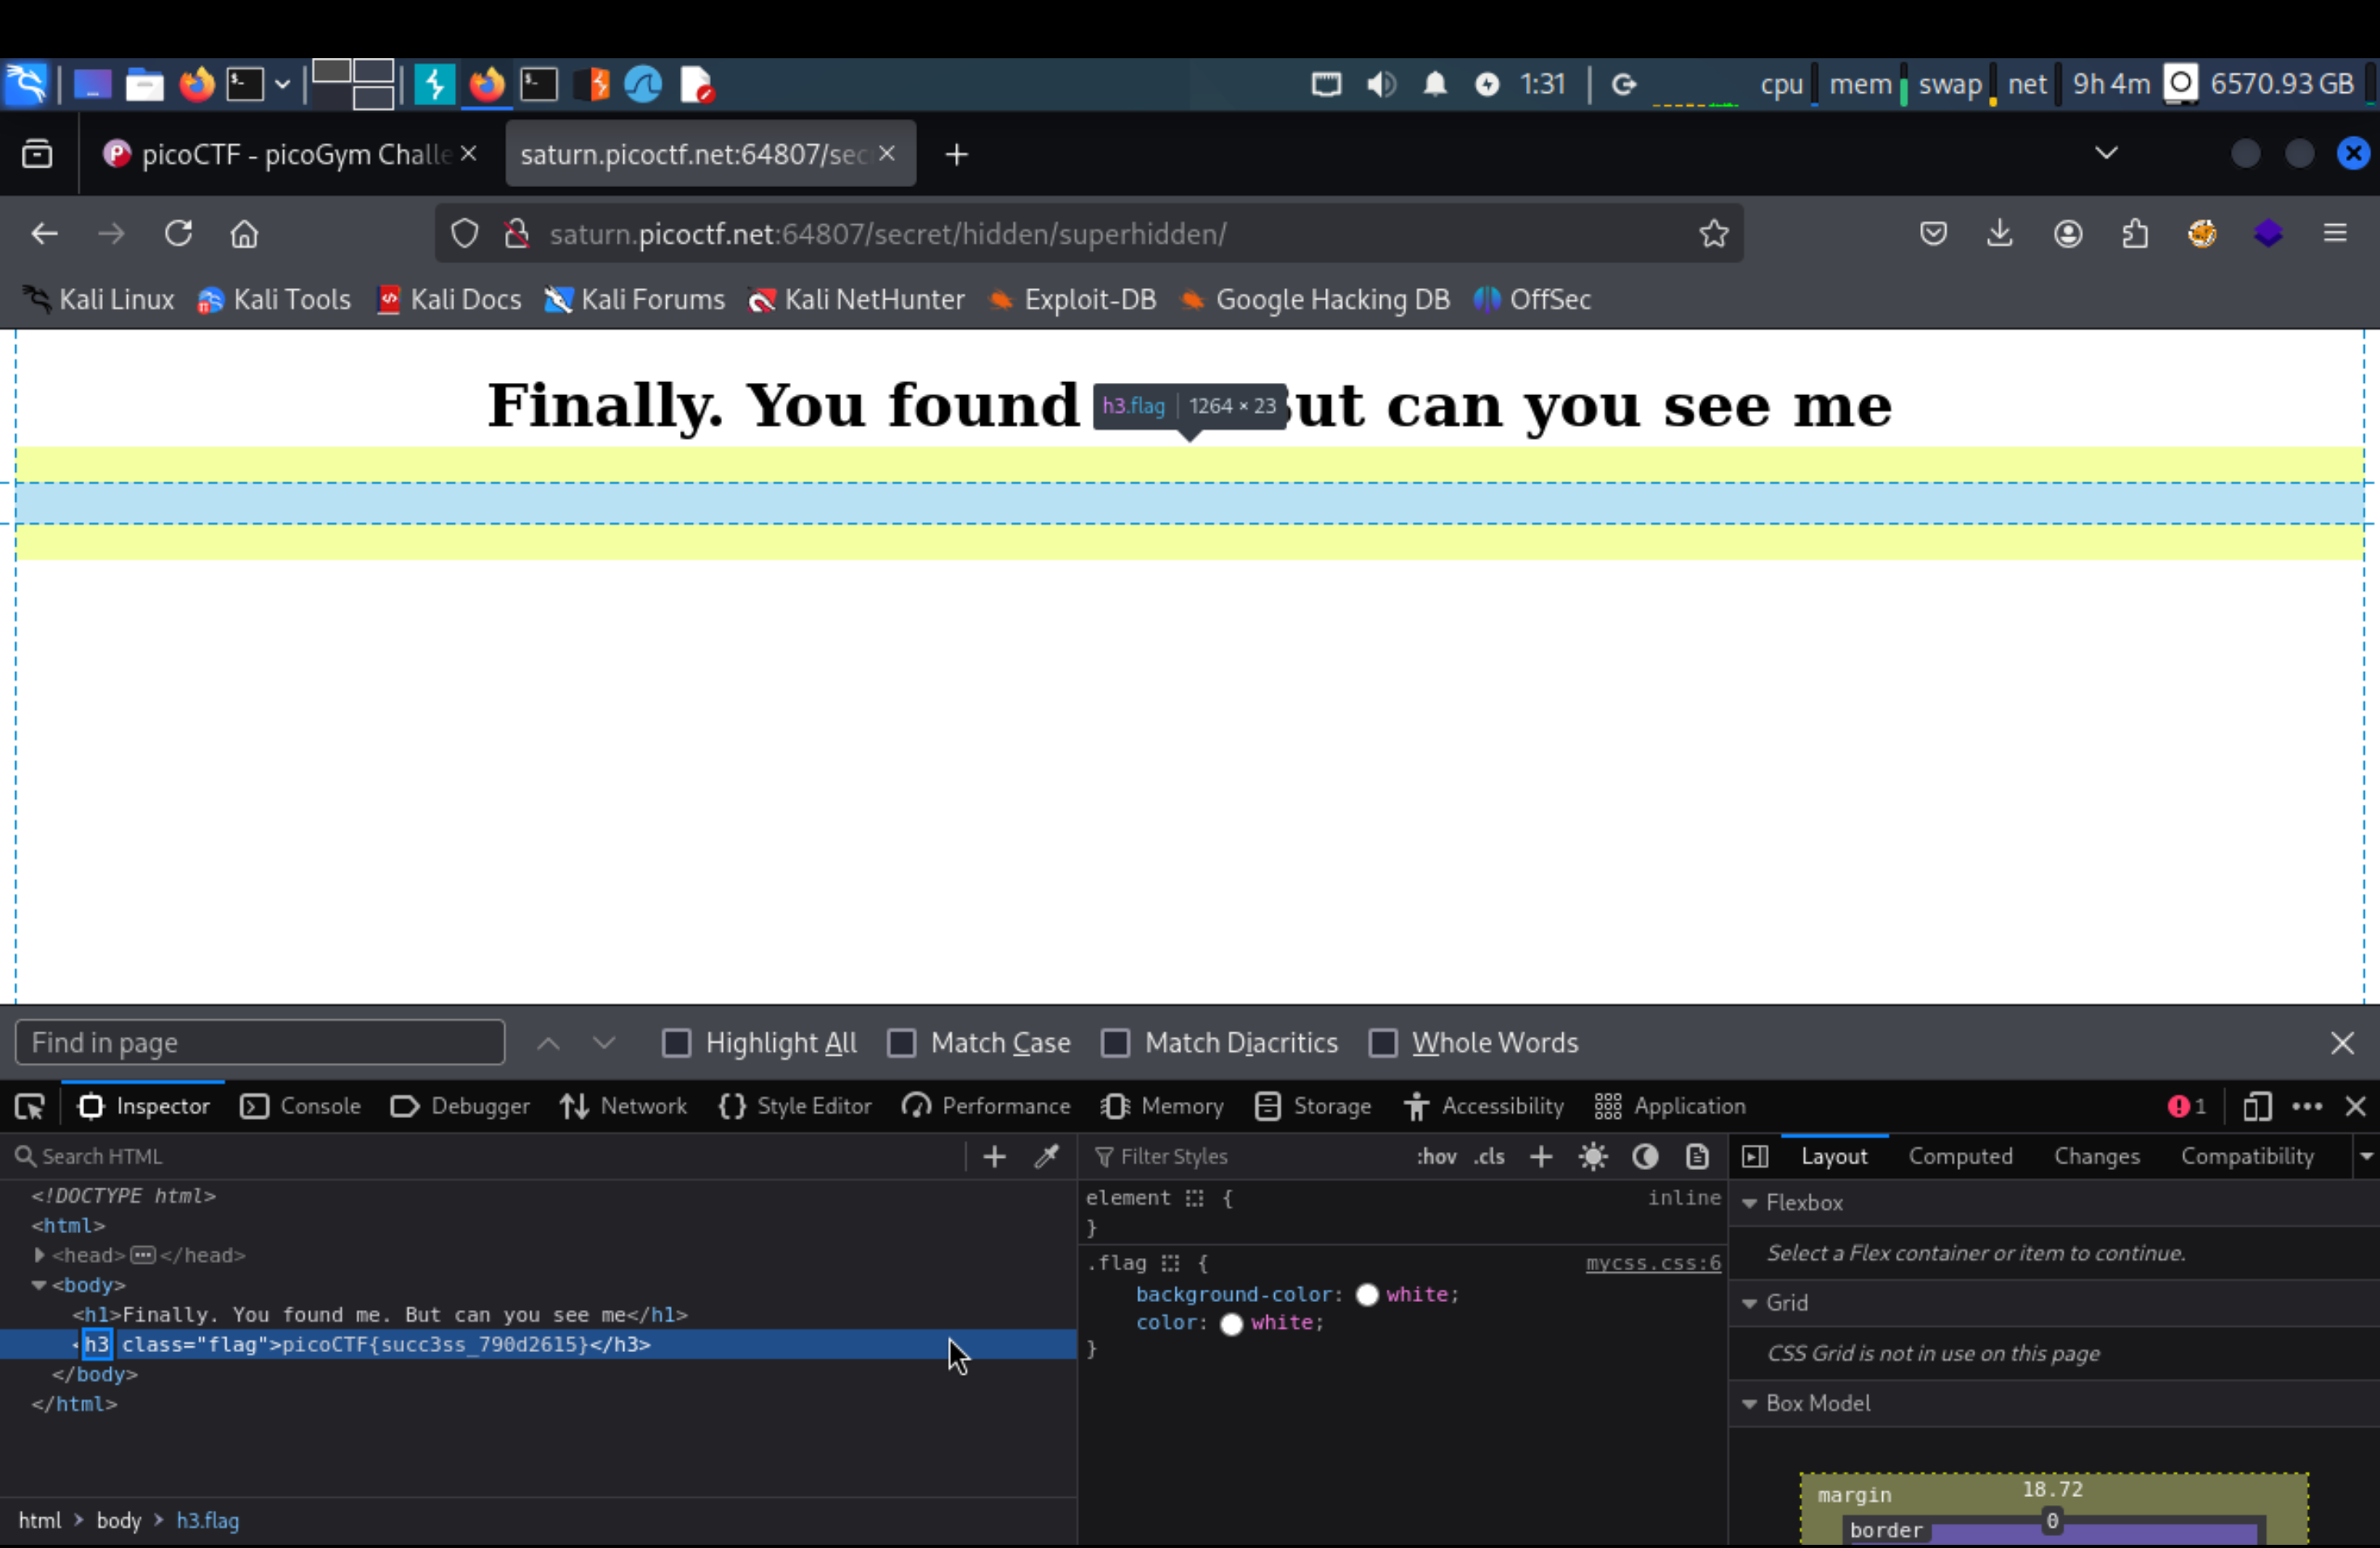 1:31 cpu mem swap net 9h 4m 6570.93 GB
picoCTF - picoGym Challe saturn.picoctf.net:64807/sec
saturn.picoctf.net:64807/secret/hidden/superhidden/
Kali Linux Kali Tools Kali Docs Kali Forums Kali NetHunter Exploit-DB Google Hacking DB OffSec
Finally. You found h3.flag 1264 × 23 ut can you see me
Find in page Highlight All Match Case Match Diacritics Whole Words
Inspector Console Debugger Network {} Style Editor Performance Memory Storage Accessibility Application 1
Search HTML + Filter Styles :hov .cls + Layout Computed Changes Compatibility
<!DOCTYPE html>
<html>
<head> </head>
<body>
<h1>Finally. You found me. But can you see me</h1>
<h3 class="flag">picoCTF{succ3ss_790d2615}</h3>
</body>
</html>
html > body > h3.flag
element { inline
}
.flag { mycss.css:6
background-color: white;
color: white;
}
Flexbox
Select a Flex container or item to continue.
Grid
CSS Grid is not in use on this page
Box Model
margin 18.72
border 0